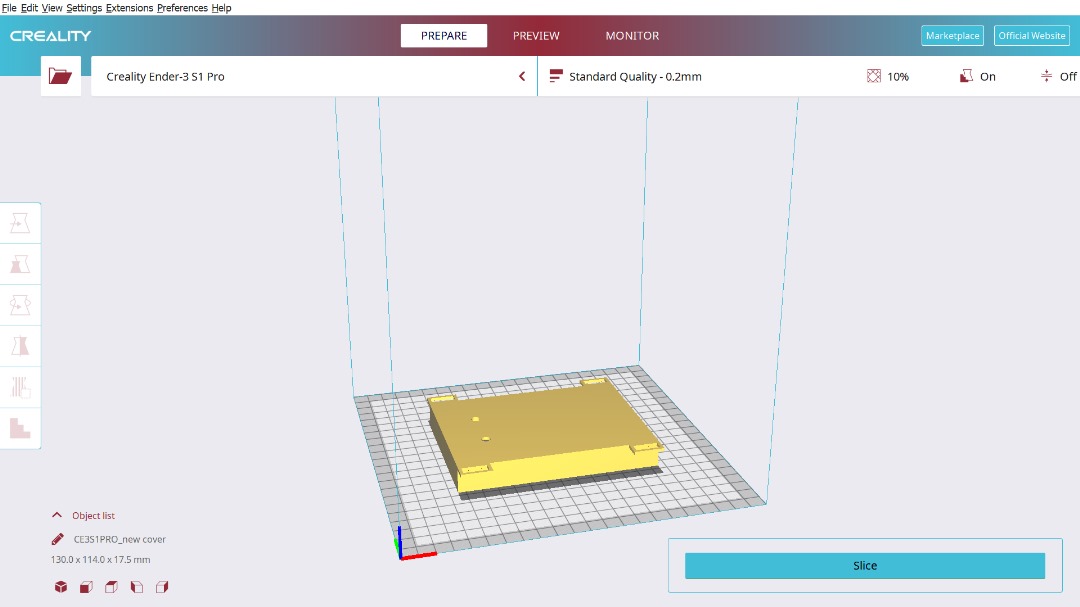 File Edit View Settings Extensions Preferences Help
CREALITY PREPARE PREVIEW MONITOR Marketplace Official Website
Creality Ender-3 S1 Pro Standard Quality - 0.2mm 10% On Off
Object list
CE3S1PRO_new cover
130.0 x 114.0 x 17.5 mm
Slice